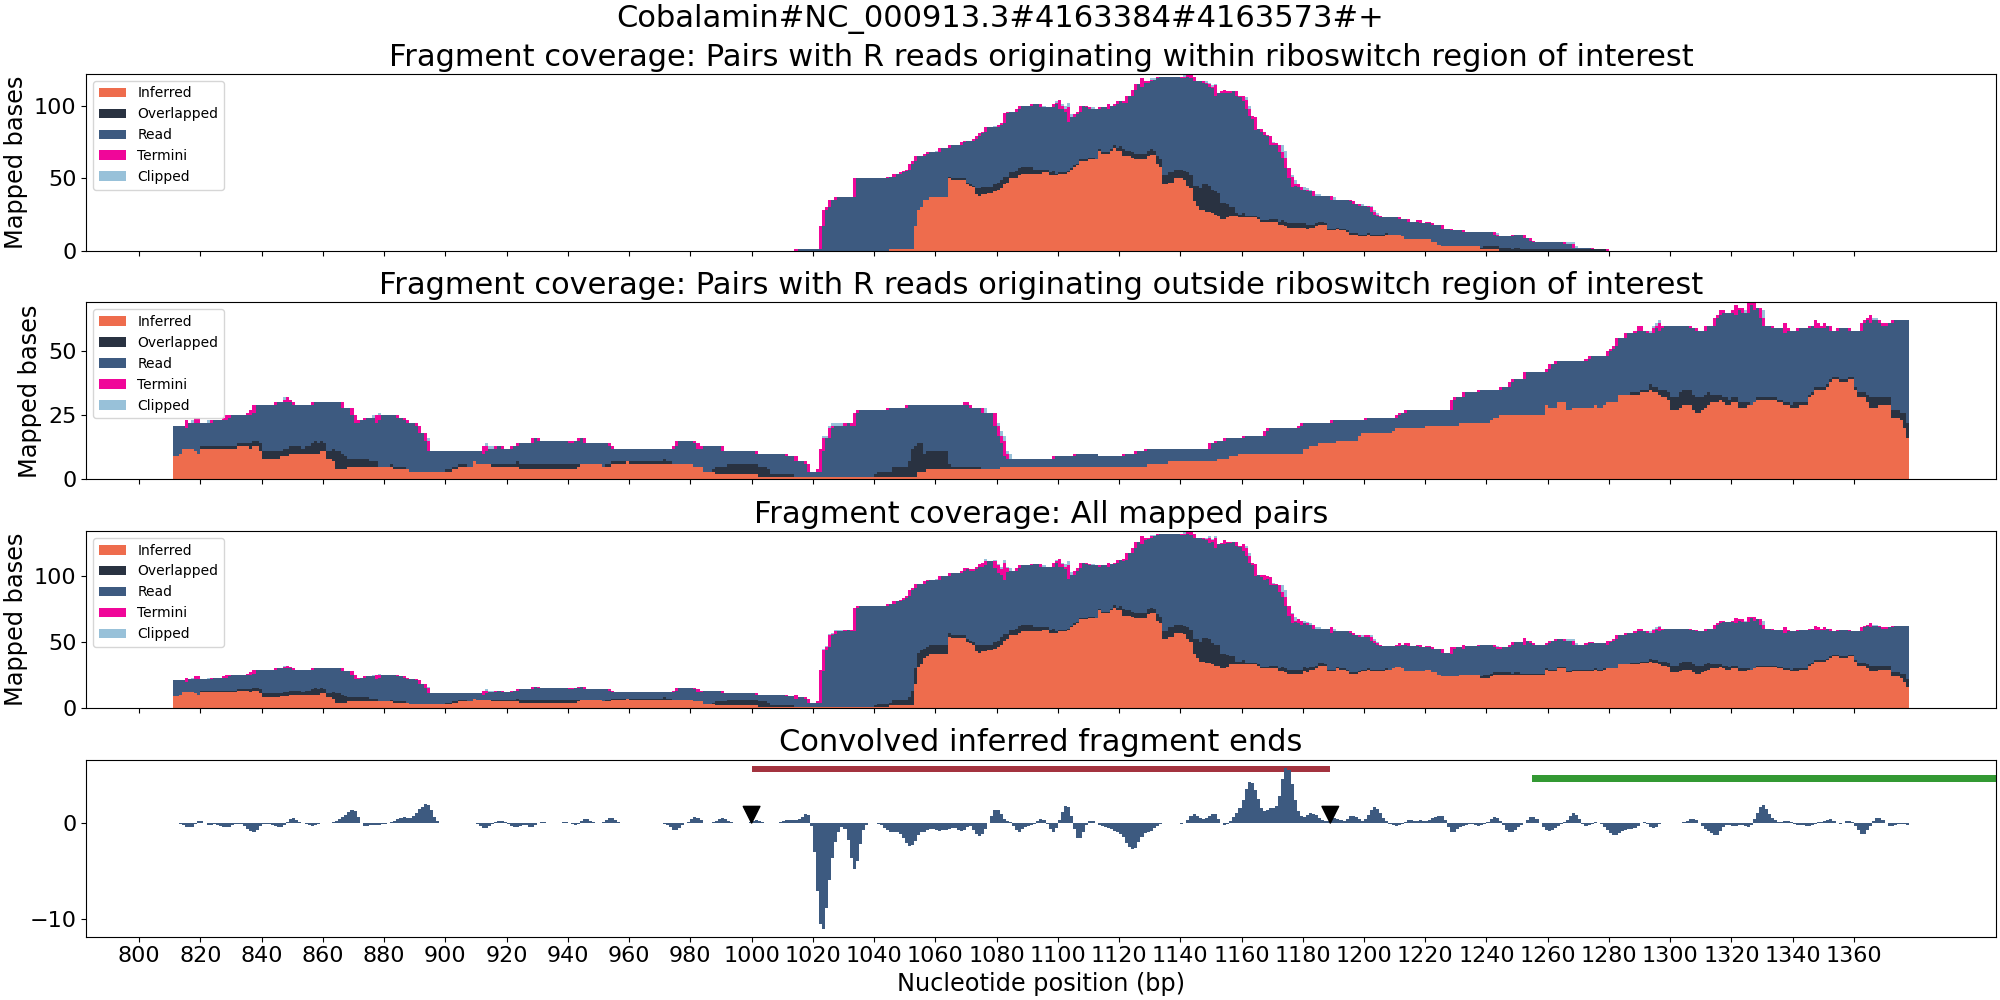 Cobalamin#NC_000913.3#4163384#4163573#+
Fragment coverage: Pairs with R reads originating within riboswitch region of interest
Mapped bases
100
50
0
Inferred
Overlapped
Read
Termini
Clipped
Fragment coverage: Pairs with R reads originating outside riboswitch region of interest
Mapped bases
50
25
0
Inferred
Overlapped
Read
Termini
Clipped
Fragment coverage: All mapped pairs
Mapped bases
100
50
0
Inferred
Overlapped
Read
Termini
Clipped
Convolved inferred fragment ends
0
−10
800 820 840 860 880 900 920 940 960 980 1000 1020 1040 1060 1080 1100 1120 1140 1160 1180 1200 1220 1240 1260 1280 1300 1320 1340 1360
Nucleotide position (bp)